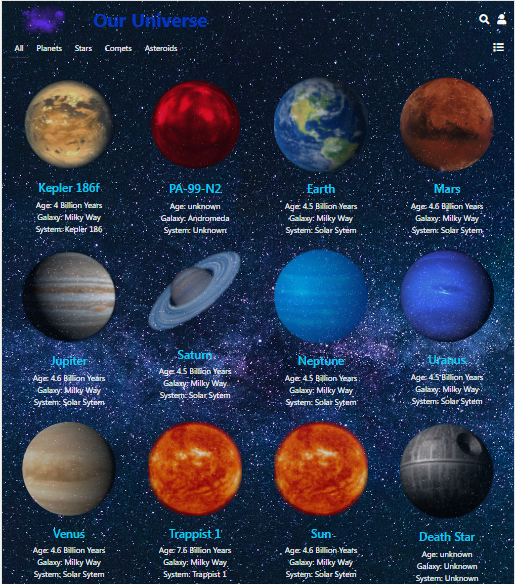 Our Universe
All Planets Stars Comets Asteroids
Kepler 186f
Age: 4 Billion Years
Galaxy: Milky Way
System: Kepler 186
PA-99-N2
Age: unknown
Galaxy: Andromeda
System: Unknown
Earth
Age: 4.5 Billion Years
Galaxy: Milky Way
System: Solar Sytem
Mars
Age: 4.6 Billion Years
Galaxy: Milky Way
System: Solar Sytem
Jupiter
Age: 4.6 Billion Years
Galaxy: Milky Way
System: Solar Sytem
Saturn
Age: 4.5 Billion Years
Galaxy: Milky Way
System: Solar Sytem
Neptune
Age: 4.5 Billion Years
Galaxy: Milky Way
System: Solar Sytem
Uranus
Age: 4.5 Billion Years
Galaxy: Milky Way
System: Solar Sytem
Venus
Age: 4.6 Billion Years
Galaxy: Milky Way
System: Solar Sytem
Trappist 1
Age: 7.6 Billion Years
Galaxy: Milky Way
System: Trappist 1
Sun
Age: 4.6 Billion Years
Galaxy: Milky Way
System: Solar Sytem
Death Star
Age: unknown
Galaxy: Unknown
System: Unknown